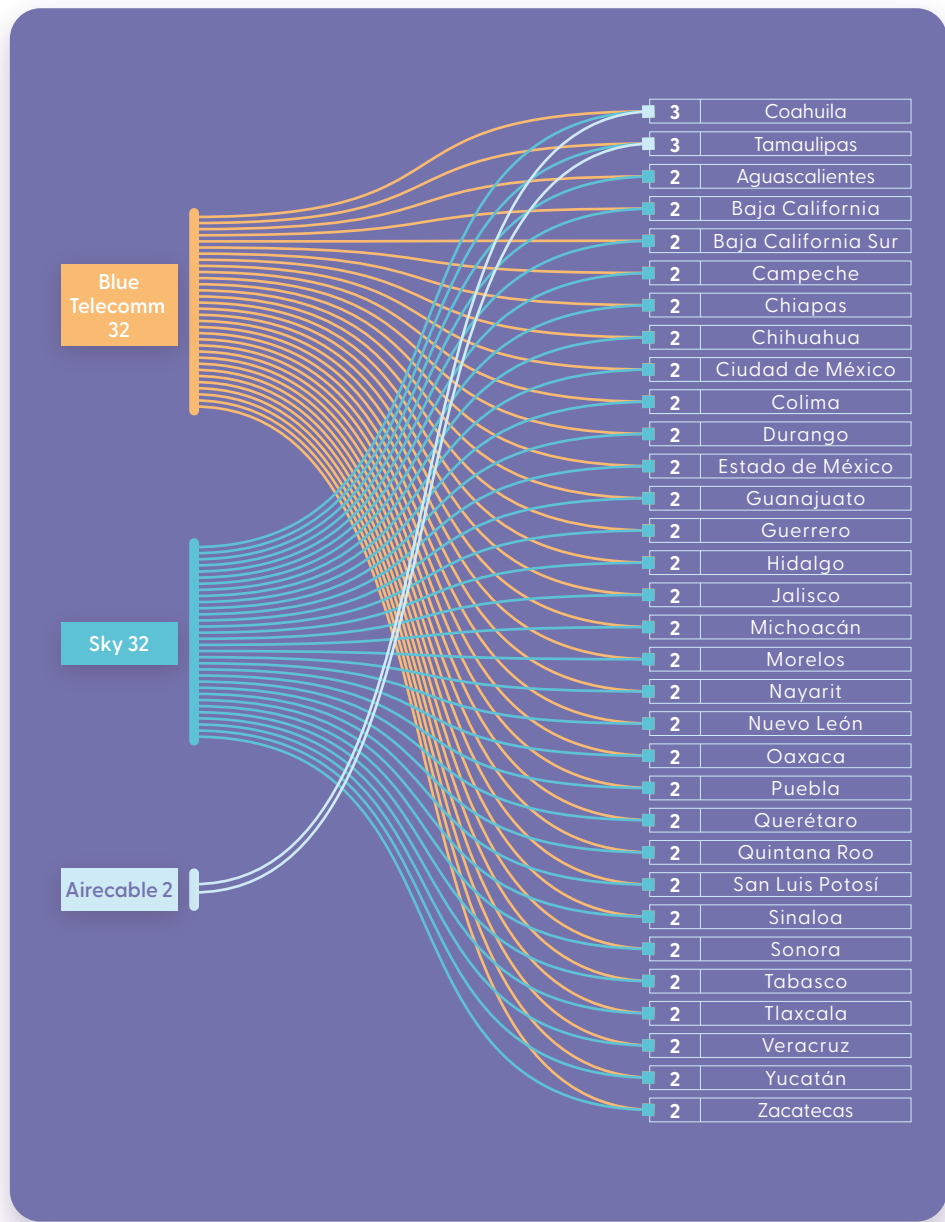 Blue
Telecomm
32
Sky 32
Airecable 2
3 Coahuila
3 Tamaulipas
2 Aguascalientes
2 Baja California
2 Baja California Sur
2 Campeche
2 Chiapas
2 Chihuahua
2 Ciudad de México
2 Colima
2 Durango
2 Estado de México
2 Guanajuato
2 Guerrero
2 Hidalgo
2 Jalisco
2 Michoacán
2 Morelos
2 Nayarit
2 Nuevo León
2 Oaxaca
2 Puebla
2 Querétaro
2 Quintana Roo
2 San Luis Potosí
2 Sinaloa
2 Sonora
2 Tabasco
2 Tlaxcala
2 Veracruz
2 Yucatán
2 Zacatecas